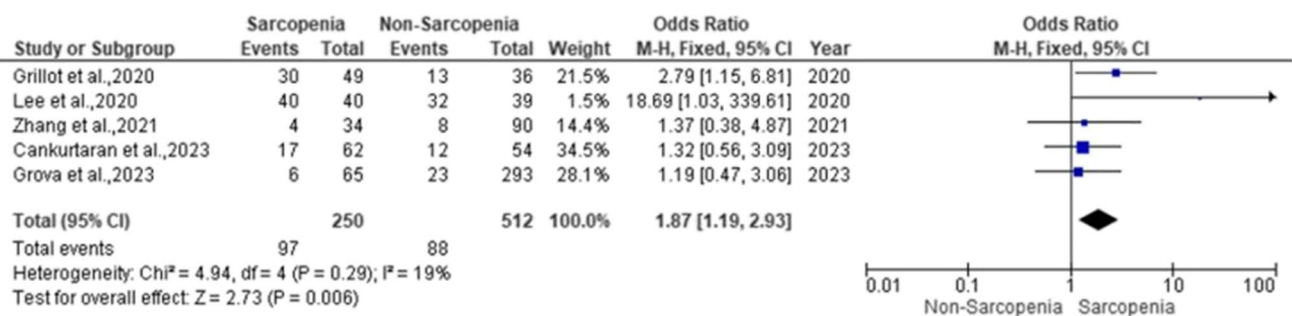 Sarcopenia Non-Sarcopenia Odds Ratio Odds Ratio
Study or Subgroup Events Total Events Total Weight M-H, Fixed, 95% CI Year M-H, Fixed, 95% CI
Grillot et al.,2020 30 49 13 36 21.5% 2.79 [1.15, 6.81] 2020
Lee et al.,2020 40 40 32 39 1.5% 18.69 [1.03, 339.61] 2020
Zhang et al.,2021 4 34 8 90 14.4% 1.37 [0.38, 4.87] 2021
Cankurtaran et al.,2023 17 62 12 54 34.5% 1.32 [0.56, 3.09] 2023
Grova et al.,2023 6 65 23 293 28.1% 1.19 [0.47, 3.06] 2023
Total (95% CI) 250 512 100.0% 1.87 [1.19, 2.93]
Total events 97 88
Heterogeneity: Chi² = 4.94, df = 4 (P = 0.29); I² = 19%
Test for overall effect: Z = 2.73 (P = 0.006)
0.01 0.1 1 10 100
Non-Sarcopenia Sarcopenia